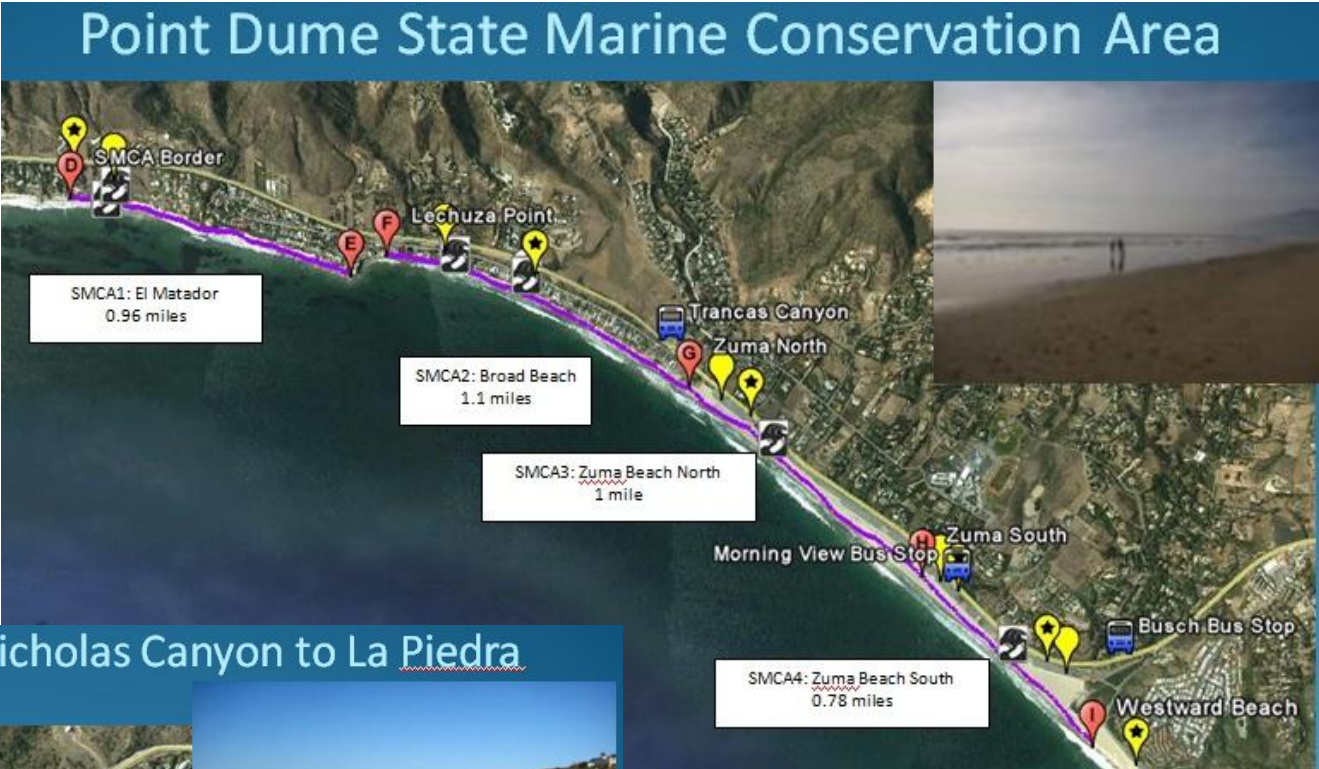 Point Dume State Marine Conservation Area
D
SMCA Border
F
Lechuza Point
E
SMCA1: El Matador
0.96 miles
Trancas Canyon
G
Zuma North
SMCA2: Broad Beach
1.1 miles
SMCA3: Zuma Beach North
1 mile
H
Zuma South
Morning View Bus Stop
Busch Bus Stop
icholas Canyon to La Piedra
SMCA4: Zuma Beach South
0.78 miles
I
Westward Beach